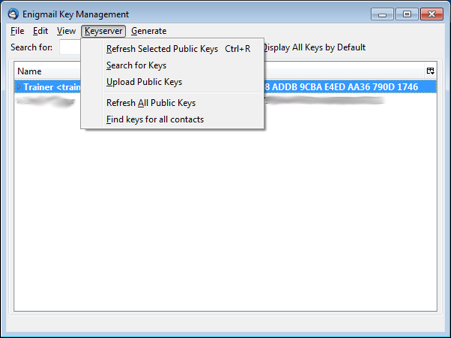 Enigmail Key Management
File Edit View Keyserver Generate
Search for: Display All Keys by Default
Refresh Selected Public Keys Ctrl+R
Search for Keys
Upload Public Keys
Refresh All Public Keys
Find keys for all contacts
Name
Trainer <train 8 ADDB 9CBA E4ED AA36 790D 1746